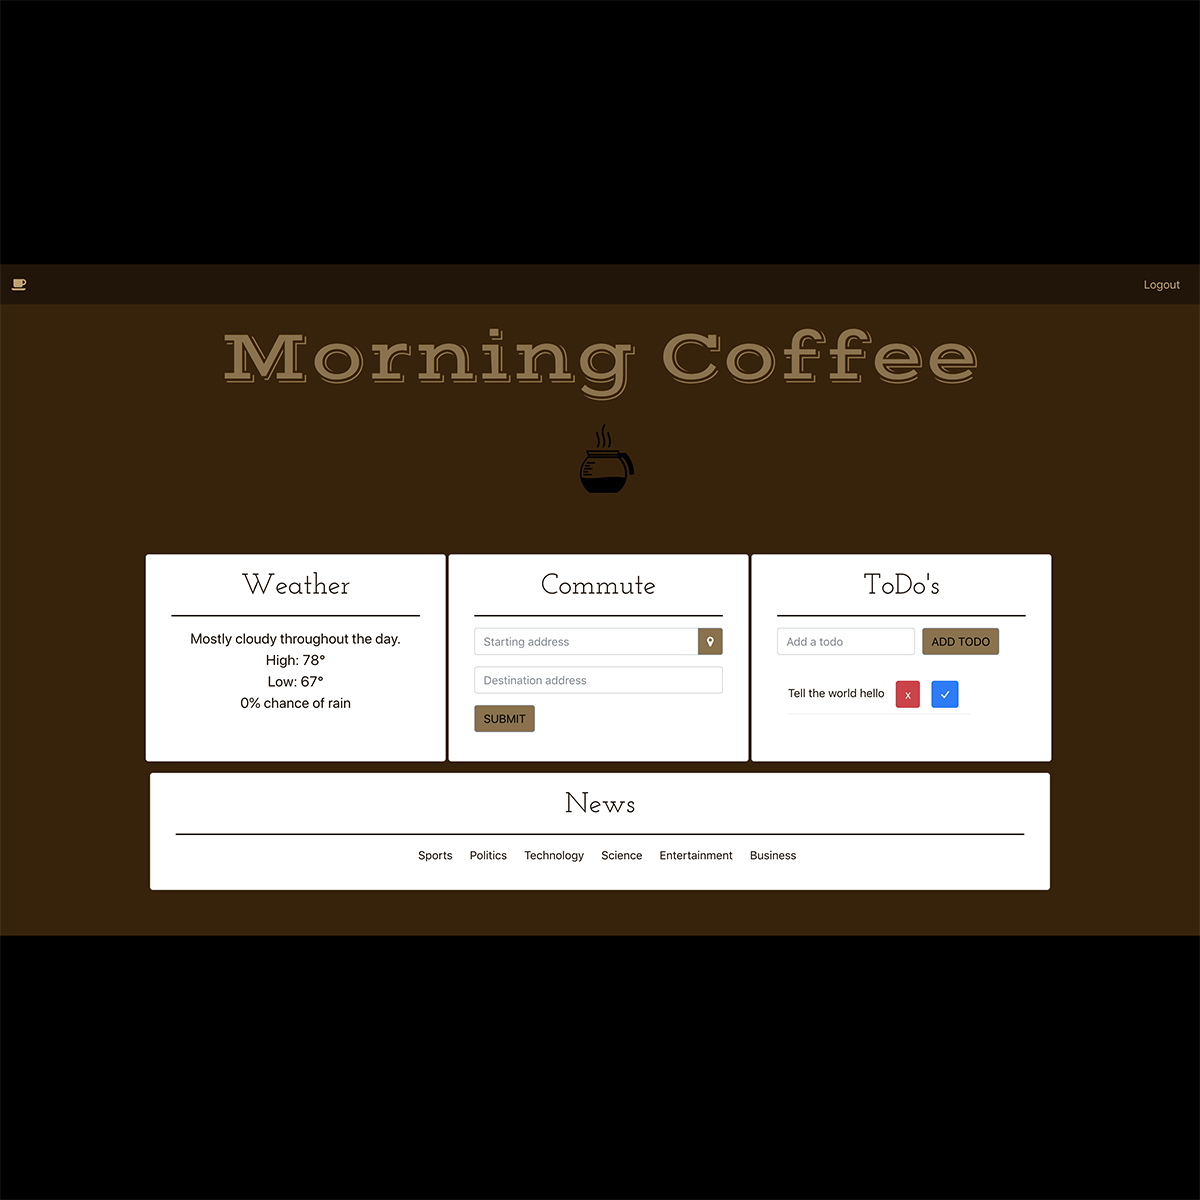 Logout
Morning Coffee
Weather
Mostly cloudy throughout the day.
High: 78°
Low: 67°
0% chance of rain
Commute
Starting address
Destination address
SUBMIT
ToDo's
Add a todo ADD TODO
Tell the world hello x
News
Sports Politics Technology Science Entertainment Business